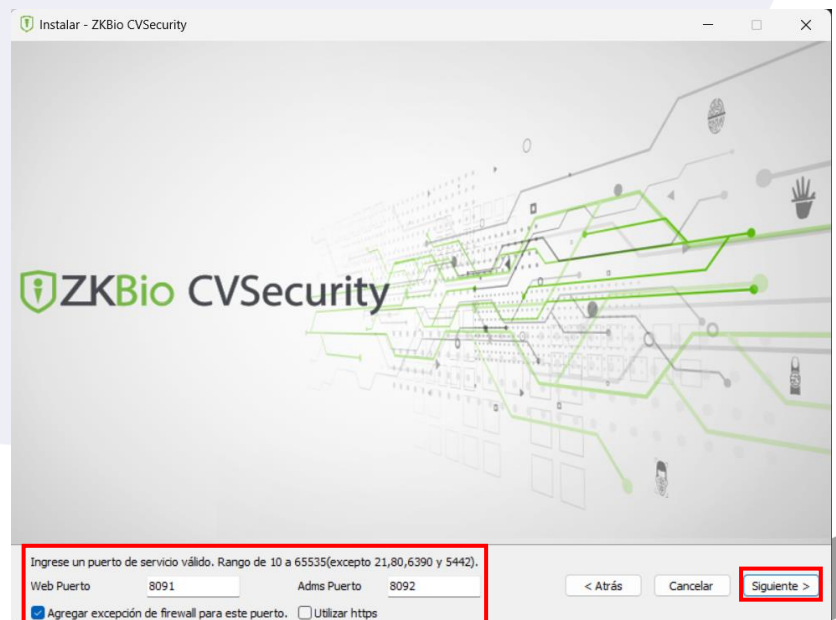 Instalar - ZKBio CVSecurity
ZKBio CVSecurity
Ingrese un puerto de servicio válido. Rango de 10 a 65535(excepto 21,80,6390 y 5442).
Web Puerto 8091 Adms Puerto 8092
< Atrás Cancelar Siguiente >
Agregar excepción de firewall para este puerto. Utilizar https